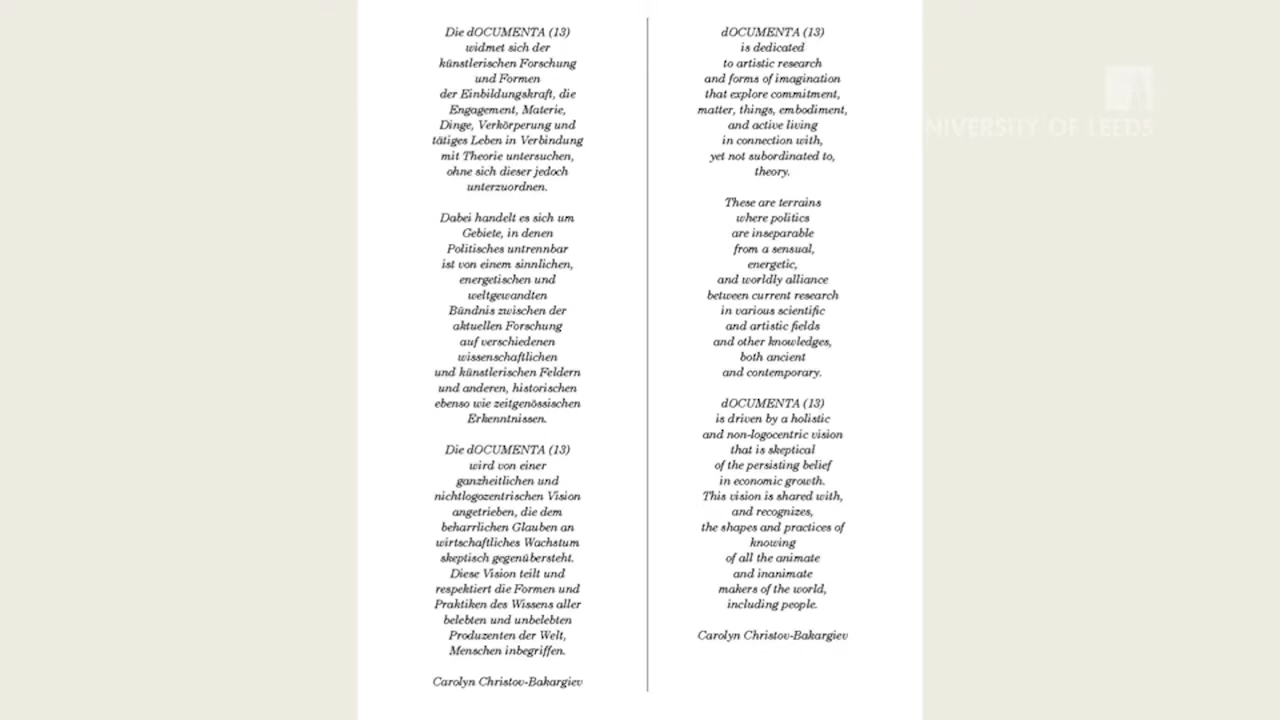 Die dOCUMENTA (13)
widmet sich der
künstlerischen Forschung
und Formen
der Einbildungskraft, die
Engagement, Materie,
Dinge, Verkörperung und
tätiges Leben in Verbindung
mit Theorie untersuchen,
ohne sich dieser jedoch
unterzuordnen.
Dabei handelt es sich um
Gebiete, in denen
Politisches untrennbar
ist von einem sinnlichen,
energetischen und
weltgewandten
Bündnis zwischen der
aktuellen Forschung
auf verschiedenen
wissenschaftlichen
und künstlerischen Feldern
und anderen, historischen
ebenso wie zeitgenössischen
Erkenntnissen.
Die dOCUMENTA (13)
wird von einer
ganzheitlichen und
nichtlogozentrischen Vision
angetrieben, die dem
beharrlichen Glauben an
wirtschaftliches Wachstum
skeptisch gegenübersteht.
Diese Vision teilt und
respektiert die Formen und
Praktiken des Wissens aller
belebten und unbelebten
Produzenten der Welt,
Menschen inbegriffen.
Carolyn Christov-Bakargiev
dOCUMENTA (13)
is dedicated
to artistic research
and forms of imagination
that explore commitment,
matter, things, embodiment,
and active living
in connection with,
yet not subordinated to,
theory.
These are terrains
where politics
are inseparable
from a sensual,
energetic,
and worldly alliance
between current research
in various scientific
and artistic fields
and other knowledges,
both ancient
and contemporary.
dOCUMENTA (13)
is driven by a holistic
and non-logocentric vision
that is skeptical
of the persisting belief
in economic growth.
This vision is shared with,
and recognizes,
the shapes and practices of
knowing
of all the animate
and inanimate
makers of the world,
including people.
Carolyn Christov-Bakargiev
NIVERSITY OF LEEDS